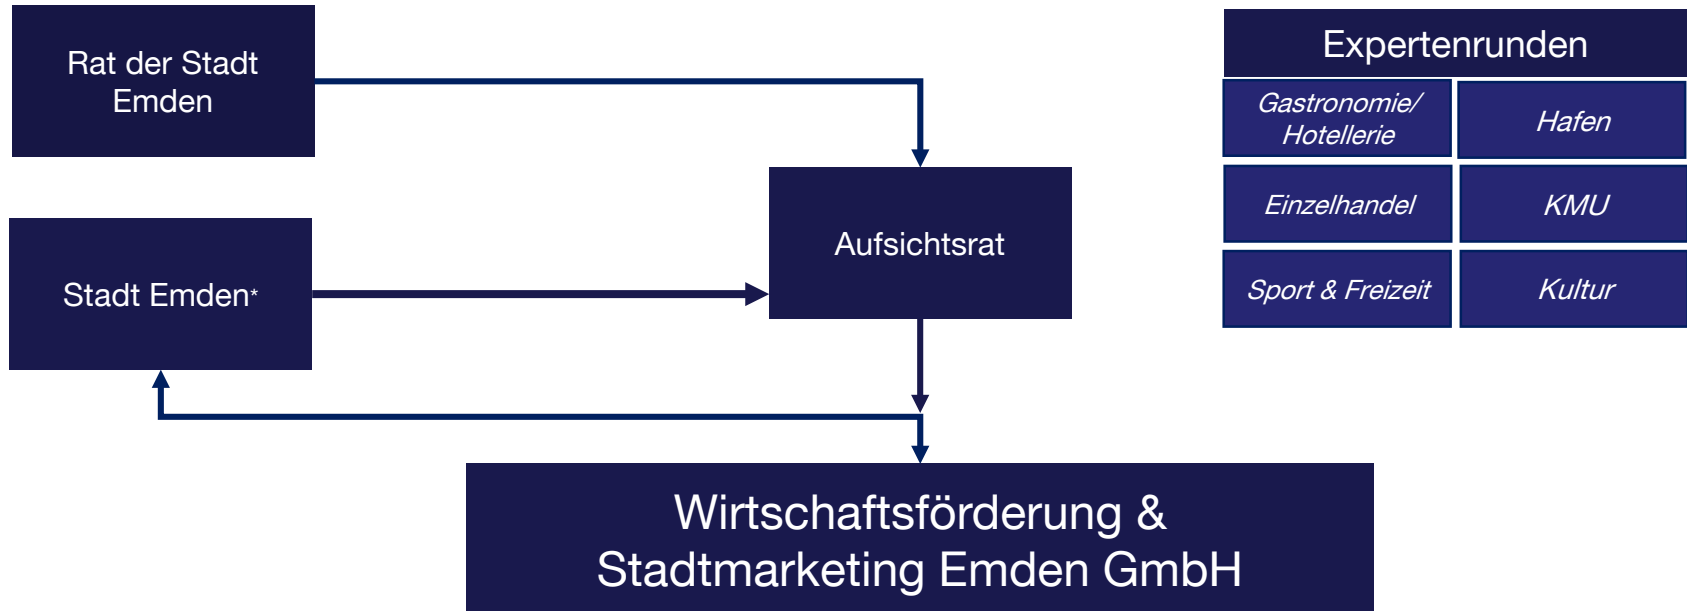 Rat der Stadt
Emden
Stadt Emden*
Aufsichtsrat
Wirtschaftsförderung &
Stadtmarketing Emden GmbH
Expertenrunden
Gastronomie/
Hotellerie
Hafen
Einzelhandel
KMU
Sport & Freizeit
Kultur